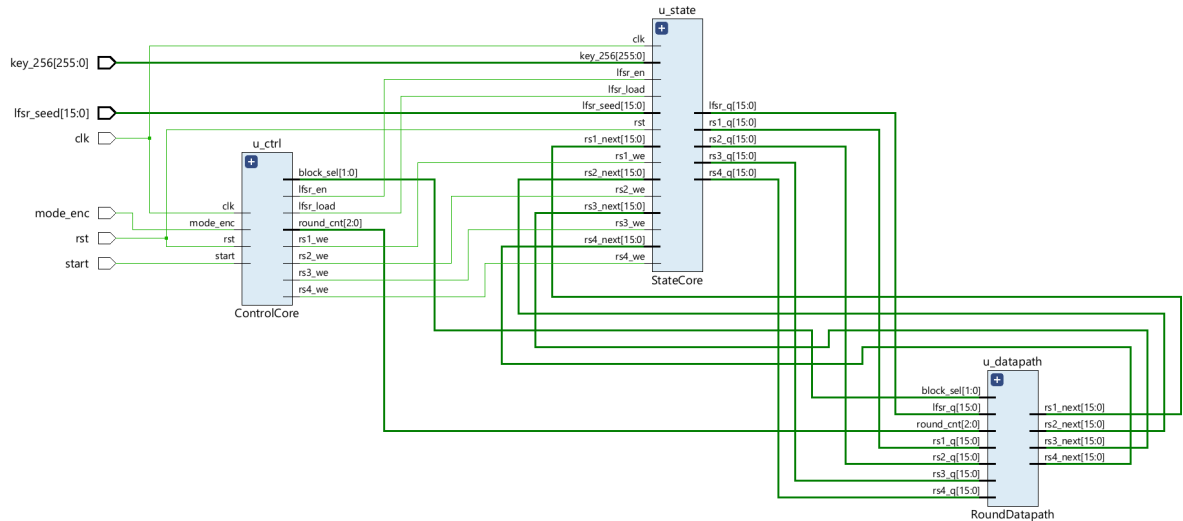 key_256[255:0]
lfsr_seed[15:0]
clk
mode_enc
rst
start
u_ctrl
clk
mode_enc
rst
start
block_sel[1:0]
lfsr_en
lfsr_load
round_cnt[2:0]
rs1_we
rs2_we
rs3_we
rs4_we
ControlCore
u_state
clk
key_256[255:0]
lfsr_en
lfsr_load
lfsr_seed[15:0]
rst
rs1_next[15:0]
rs1_we
rs2_next[15:0]
rs2_we
rs3_next[15:0]
rs3_we
rs4_next[15:0]
rs4_we
lfsr_q[15:0]
rs1_q[15:0]
rs2_q[15:0]
rs3_q[15:0]
rs4_q[15:0]
StateCore
u_datapath
block_sel[1:0]
lfsr_q[15:0]
round_cnt[2:0]
rs1_q[15:0]
rs2_q[15:0]
rs3_q[15:0]
rs4_q[15:0]
rs1_next[15:0]
rs2_next[15:0]
rs3_next[15:0]
rs4_next[15:0]
RoundDatapath